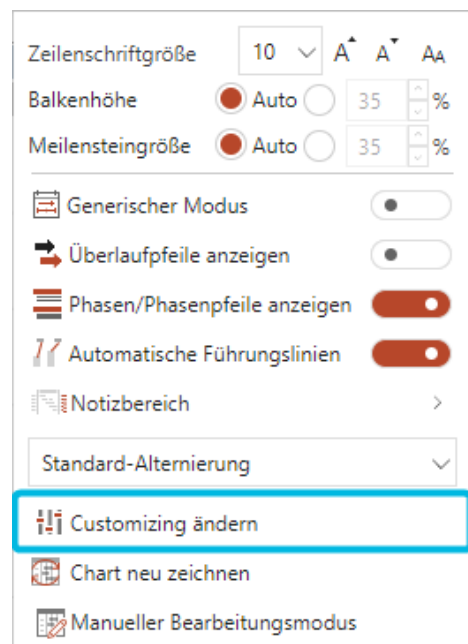 Zeilenschriftgröße 10 A A AA
Balkenhöhe Auto 35 %
Meilensteingröße Auto 35 %
Generischer Modus
Überlaufpfeile anzeigen
Phasen/Phasenpfeile anzeigen
Automatische Führungslinien
Notizbereich
Standard-Alternierung
Customizing ändern
Chart neu zeichnen
Manueller Bearbeitungsmodus